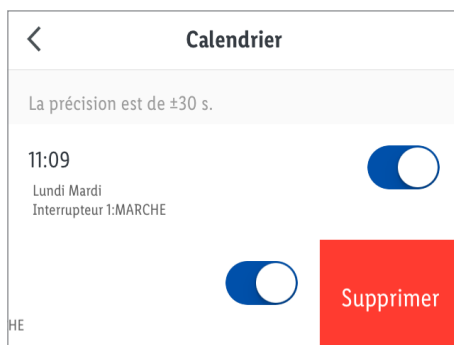 Calendrier
La précision est de ±30 s.
11:09
Lundi Mardi
Interrupteur 1:MARCHE
Supprimer
HE